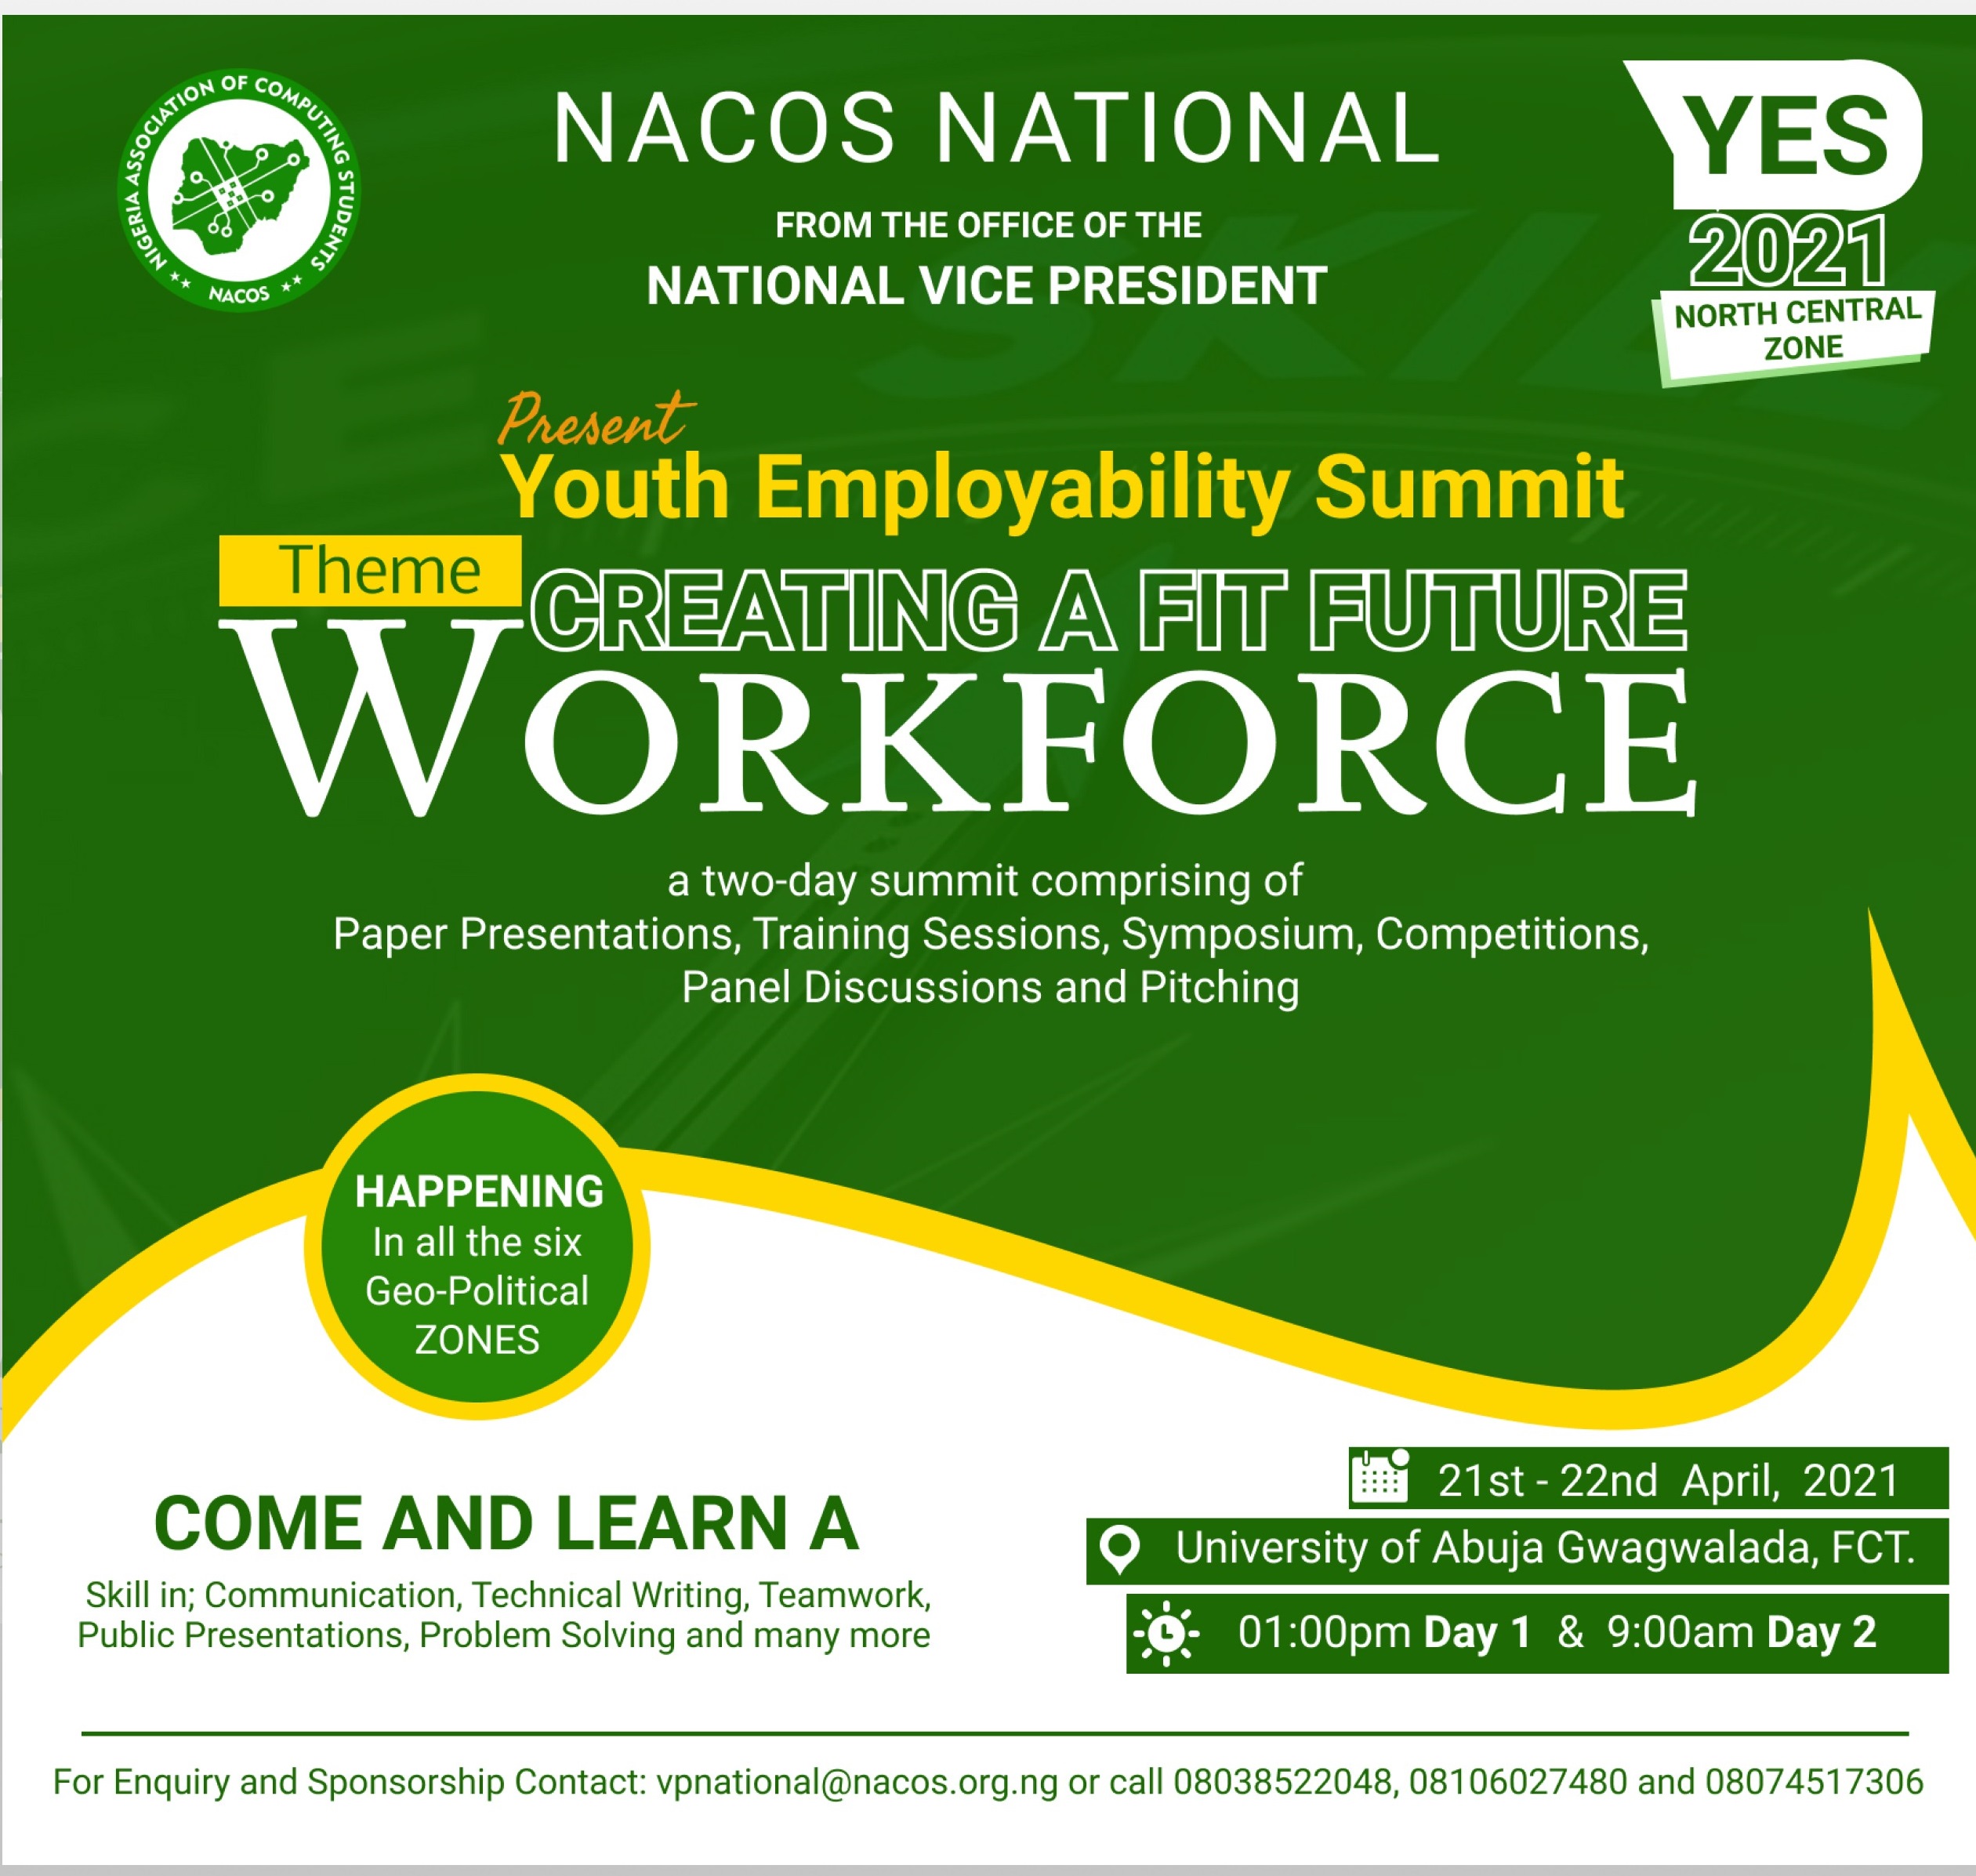 NIGERIA ASSOCIATION OF COMPUTING STUDENTS
NACOS
NACOS NATIONAL
FROM THE OFFICE OF THE
NATIONAL VICE PRESIDENT
YES
2021
NORTH CENTRAL
ZONE
SKILL
Present
Youth Employability Summit
Theme
CREATING A FIT FUTURE
WORKFORCE
a two-day summit comprising of
Paper Presentations, Training Sessions, Symposium, Competitions,
Panel Discussions and Pitching
HAPPENING
In all the six
Geo-Political
ZONES
COME AND LEARN A
Skill in; Communication, Technical Writing, Teamwork,
Public Presentations, Problem Solving and many more
21st - 22nd April, 2021
University of Abuja Gwagwalada, FCT.
01:00pm Day 1 & 9:00am Day 2
For Enquiry and Sponsorship Contact: vpnational@nacos.org.ng or call 08038522048, 08106027480 and 08074517306